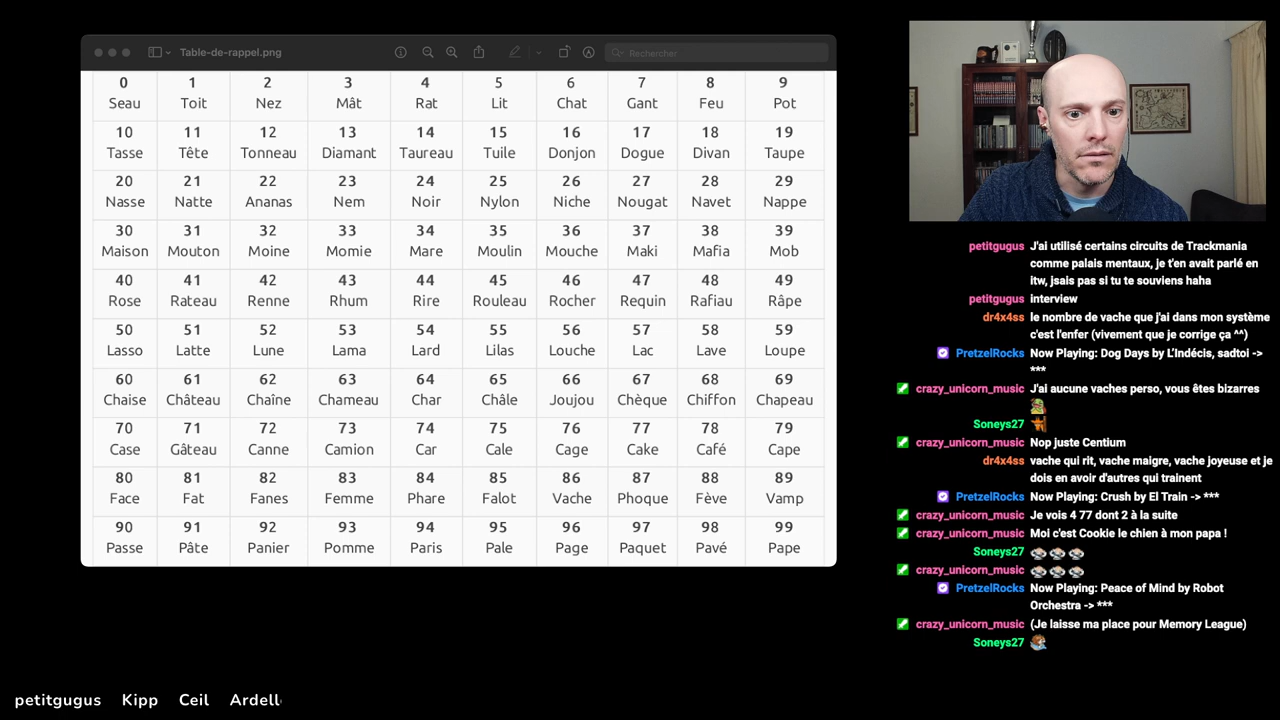 Table-de-rappel.png
Rechercher
0 1 2 3 4 5 6 7 8 9
Seau Toit Nez Mât Rat Lit Chat Gant Feu Pot
10 11 12 13 14 15 16 17 18 19
Tasse Tête Tonneau Diamant Taureau Tuile Donjon Dogue Divan Taupe
20 21 22 23 24 25 26 27 28 29
Nasse Natte Ananas Nem Noir Nylon Niche Nougat Navet Nappe
30 31 32 33 34 35 36 37 38 39
Maison Mouton Moine Momie Mare Moulin Mouche Maki Mafia Mob
40 41 42 43 44 45 46 47 48 49
Rose Rateau Renne Rhum Rire Rouleau Rocher Requin Rafiau Râpe
50 51 52 53 54 55 56 57 58 59
Lasso Latte Lune Lama Lard Lilas Louche Lac Lave Loupe
60 61 62 63 64 65 66 67 68 69
Chaise Château Chaîne Chameau Char Châle Joujou Chèque Chiffon Chapeau
70 71 72 73 74 75 76 77 78 79
Case Gâteau Canne Camion Car Cale Cage Cake Café Cape
80 81 82 83 84 85 86 87 88 89
Face Fat Fanes Femme Phare Falot Vache Phoque Fève Vamp
90 91 92 93 94 95 96 97 98 99
Passe Pâte Panier Pomme Paris Pale Page Paquet Pavé Pape
petitgugus J'ai utilisé certains circuits de Trackmania
comme palais mentaux, je t'en avait parlé en
itw, jsais pas si tu te souviens haha
petitgugus interview
dr4x4ss le nombre de vache que j'ai dans mon système
c'est l'enfer (vivement que je corrige ça ^^)
PretzelRocks Now Playing: Dog Days by L'Indécis, sadtoi ->
***
crazy_unicorn_music J'ai aucune vaches perso, vous êtes bizarres
Soneys27
crazy_unicorn_music Nop juste Centium
dr4x4ss vache qui rit, vache maigre, vache joyeuse et je
dois en avoir d'autres qui trainent
PretzelRocks Now Playing: Crush by El Train -> ***
crazy_unicorn_music Je vois 4 77 dont 2 à la suite
crazy_unicorn_music Moi c'est Cookie le chien à mon papa !
Soneys27
crazy_unicorn_music
PretzelRocks Now Playing: Peace of Mind by Robot
Orchestra -> ***
crazy_unicorn_music (Je laisse ma place pour Memory League)
Soneys27
petitgugus Kipp Ceil Ardell